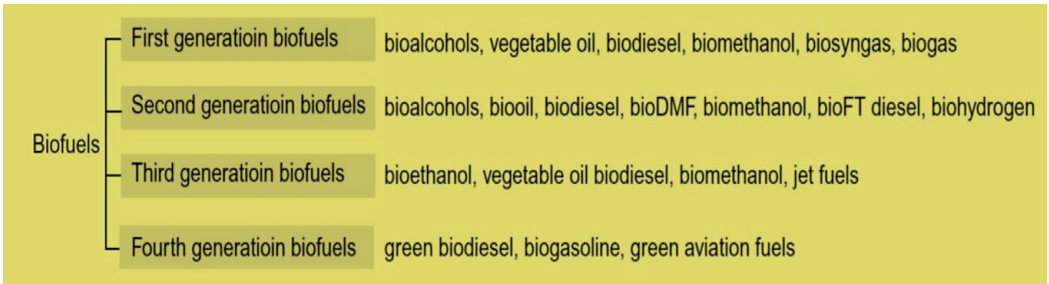 First generatioin biofuels bioalcohols, vegetable oil, biodiesel, biomethanol, biosyngas, biogas
Second generatioin biofuels bioalcohols, biooil, biodiesel, bioDMF, biomethanol, bioFT diesel, biohydrogen
Biofuels
Third generatioin biofuels bioethanol, vegetable oil biodiesel, biomethanol, jet fuels
Fourth generatioin biofuels green biodiesel, biogasoline, green aviation fuels